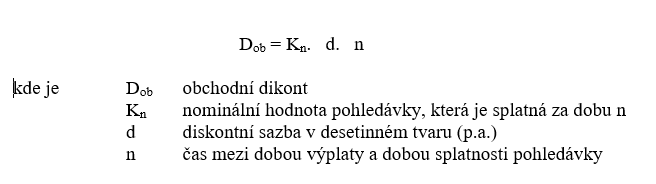 Dob = Kn. d. n
kde je Dob obchodní dikont
Kn nominální hodnota pohledávky, která je splatná za dobu n
d diskontní sazba v desetinném tvaru (p.a.)
n čas mezi dobou výplaty a dobou splatnosti pohledávky